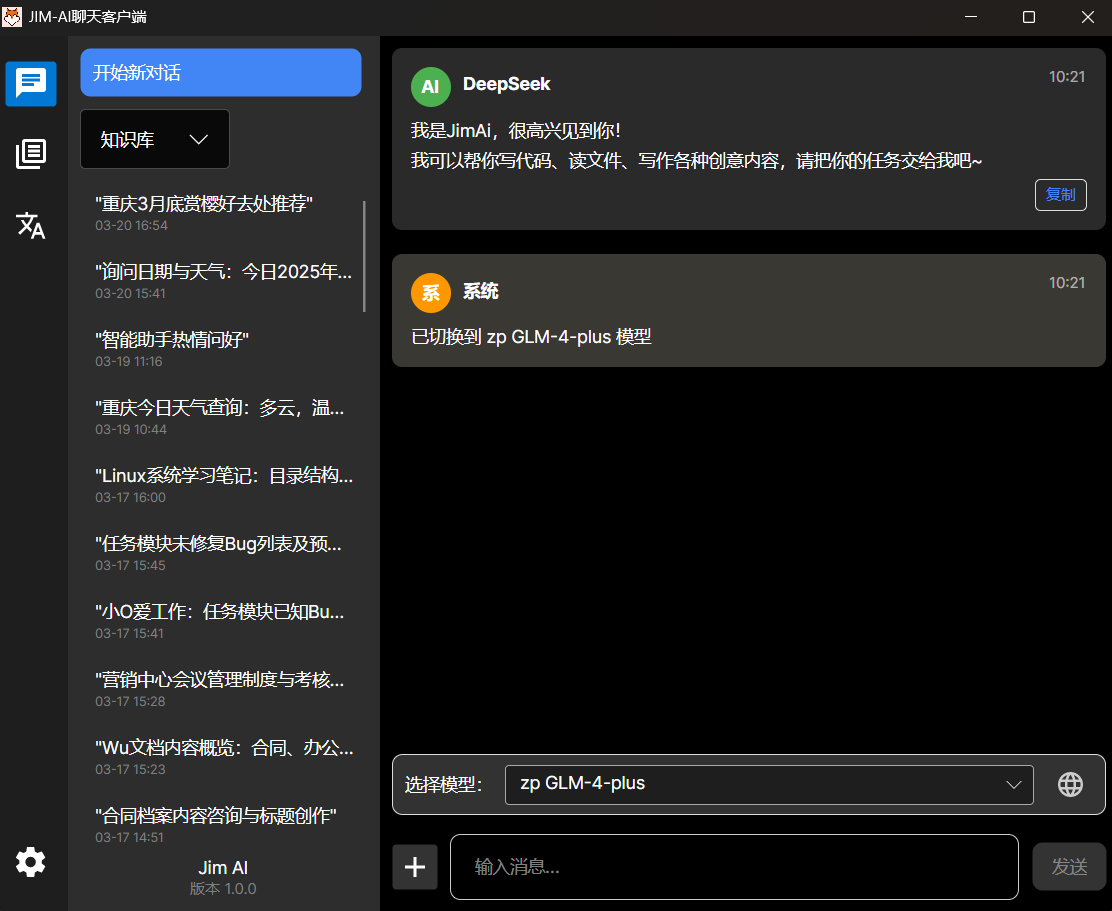 JIM-AI聊天客户端
开始新对话
知识库
"重庆3月底赏樱好去处推荐"
03-20 16:54
"询问日期与天气：今日2025年...
03-20 15:41
"智能助手热情问好"
03-19 11:16
"重庆今日天气查询：多云，温...
03-19 10:44
"Linux系统学习笔记：目录结构...
03-17 16:00
"任务模块未修复Bug列表及预...
03-17 15:45
"小O爱工作：任务模块已知Bu...
03-17 15:41
"营销中心会议管理制度与考核...
03-17 15:28
"Wu文档内容概览：合同、办公...
03-17 15:23
"合同档案内容咨询与标题创作"
03-17 14:51
Jim AI
版本 1.0.0
AI DeepSeek 10:21
我是JimAi，很高兴见到你！
我可以帮你写代码、读文件、写作各种创意内容，请把你的任务交给我吧~
复制
系 系统 10:21
已切换到 zp GLM-4-plus 模型
选择模型： zp GLM-4-plus
输入消息... 发送